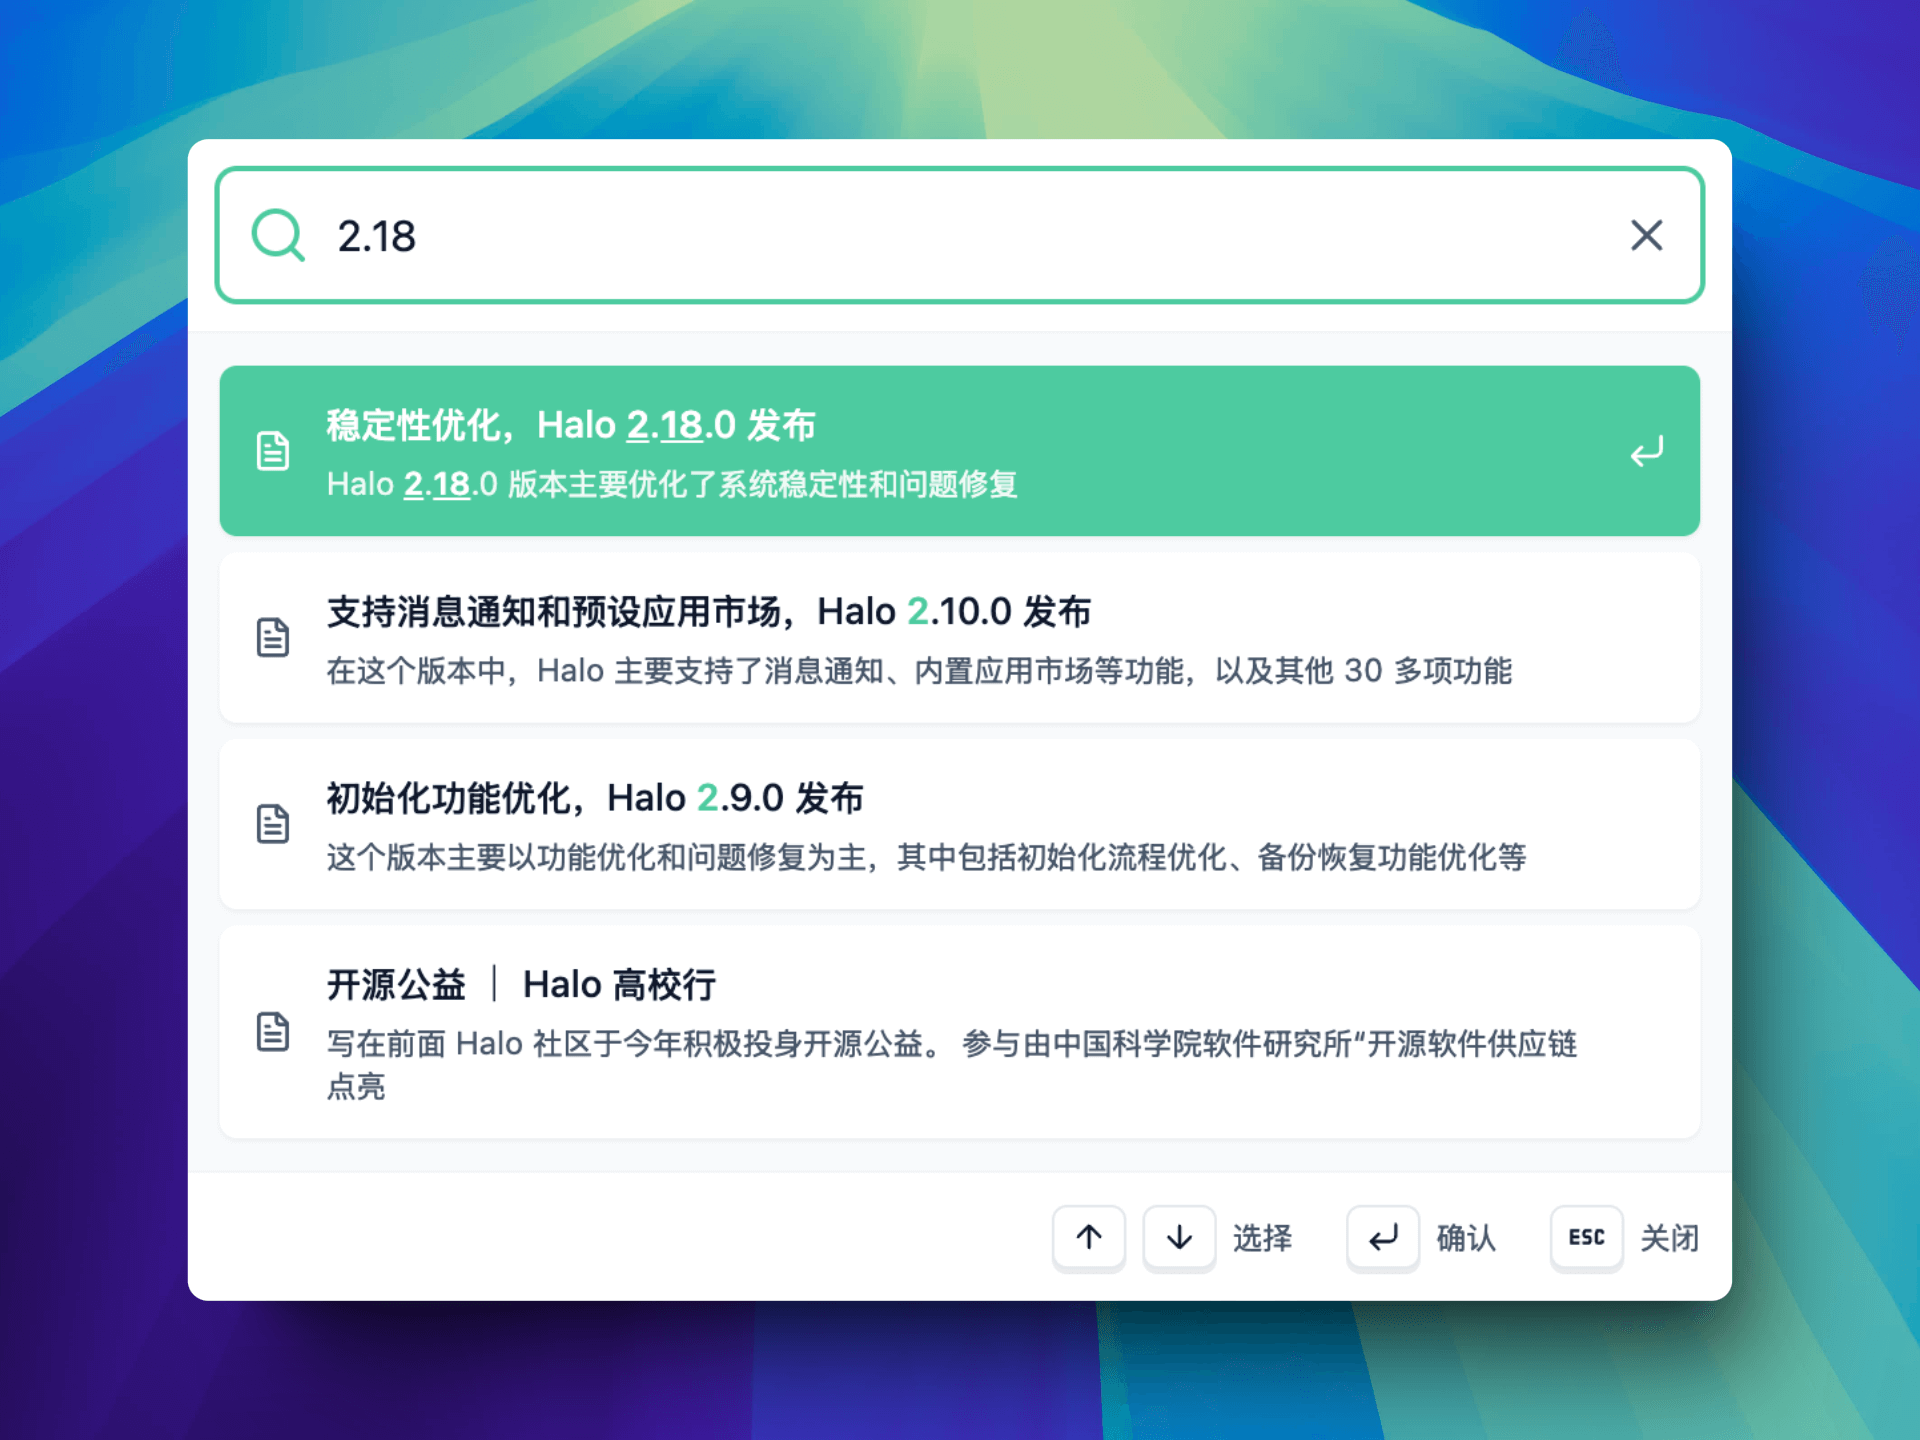 2.18
稳定性优化，Halo 2.18.0 发布
Halo 2.18.0 版本主要优化了系统稳定性和问题修复
支持消息通知和预设应用市场，Halo 2.10.0 发布
在这个版本中，Halo 主要支持了消息通知、内置应用市场等功能，以及其他 30 多项功能
初始化功能优化，Halo 2.9.0 发布
这个版本主要以功能优化和问题修复为主，其中包括初始化流程优化、备份恢复功能优化等
开源公益 ｜ Halo 高校行
写在前面 Halo 社区于今年积极投身开源公益。 参与由中国科学院软件研究所“开源软件供应链
点亮
选择 确认 ESC 关闭